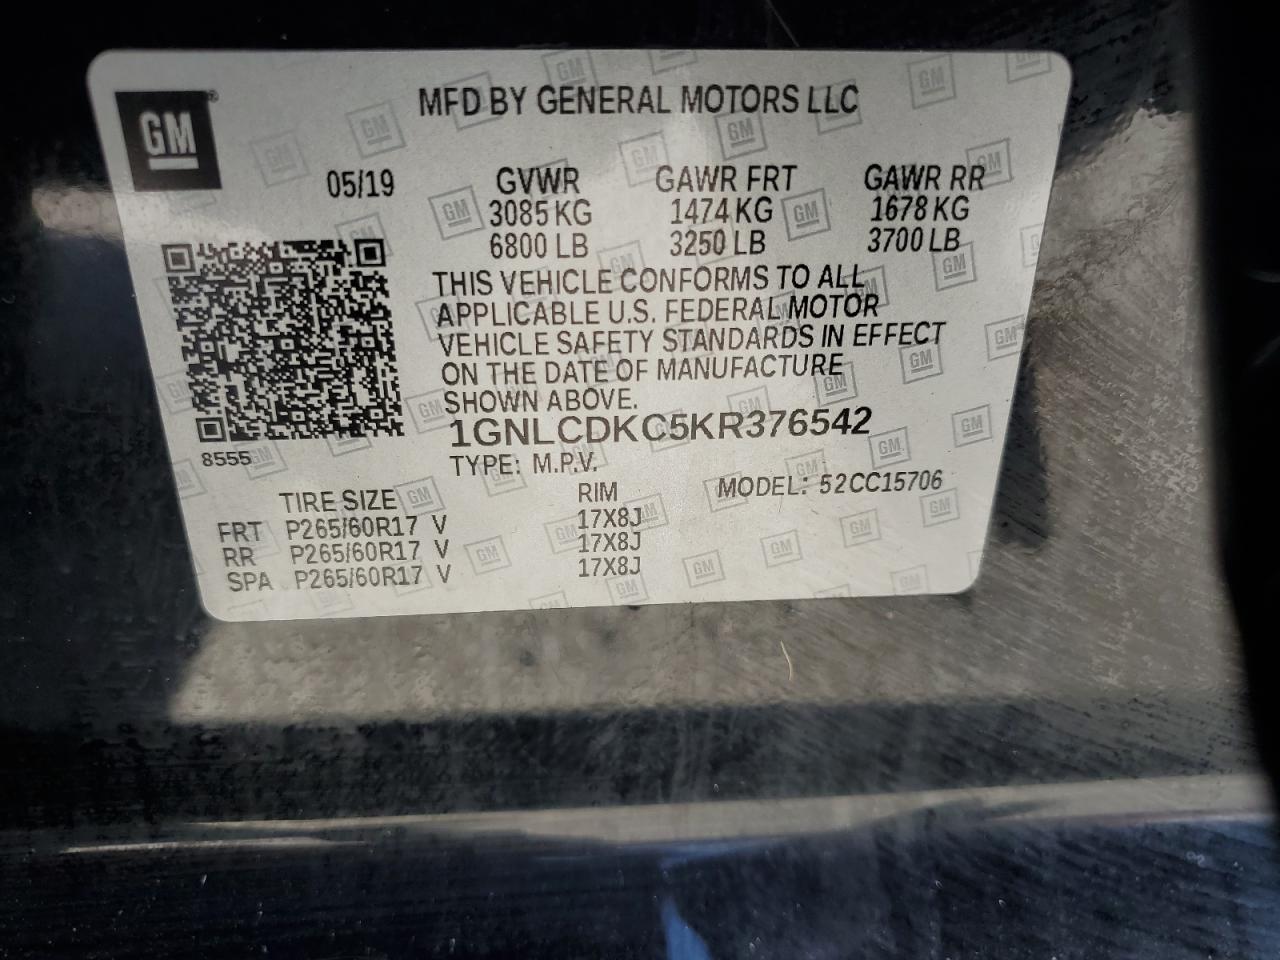 GM
MFD BY GENERAL MOTORS LLC
05/19 GVWR GAWR FRT GAWR RR
3085 KG 1474 KG 1678 KG
6800 LB 3250 LB 3700 LB
THIS VEHICLE CONFORMS TO ALL
APPLICABLE U.S. FEDERAL MOTOR
VEHICLE SAFETY STANDARDS IN EFFECT
ON THE DATE OF MANUFACTURE
SHOWN ABOVE.
1GNLCDKC5KR376542
8555
TYPE: M.P.V.
TIRE SIZE RIM MODEL: 52CC15706
FRT P265/60R17 V 17X8J
RR P265/60R17 V 17X8J
SPA P265/60R17 V 17X8J